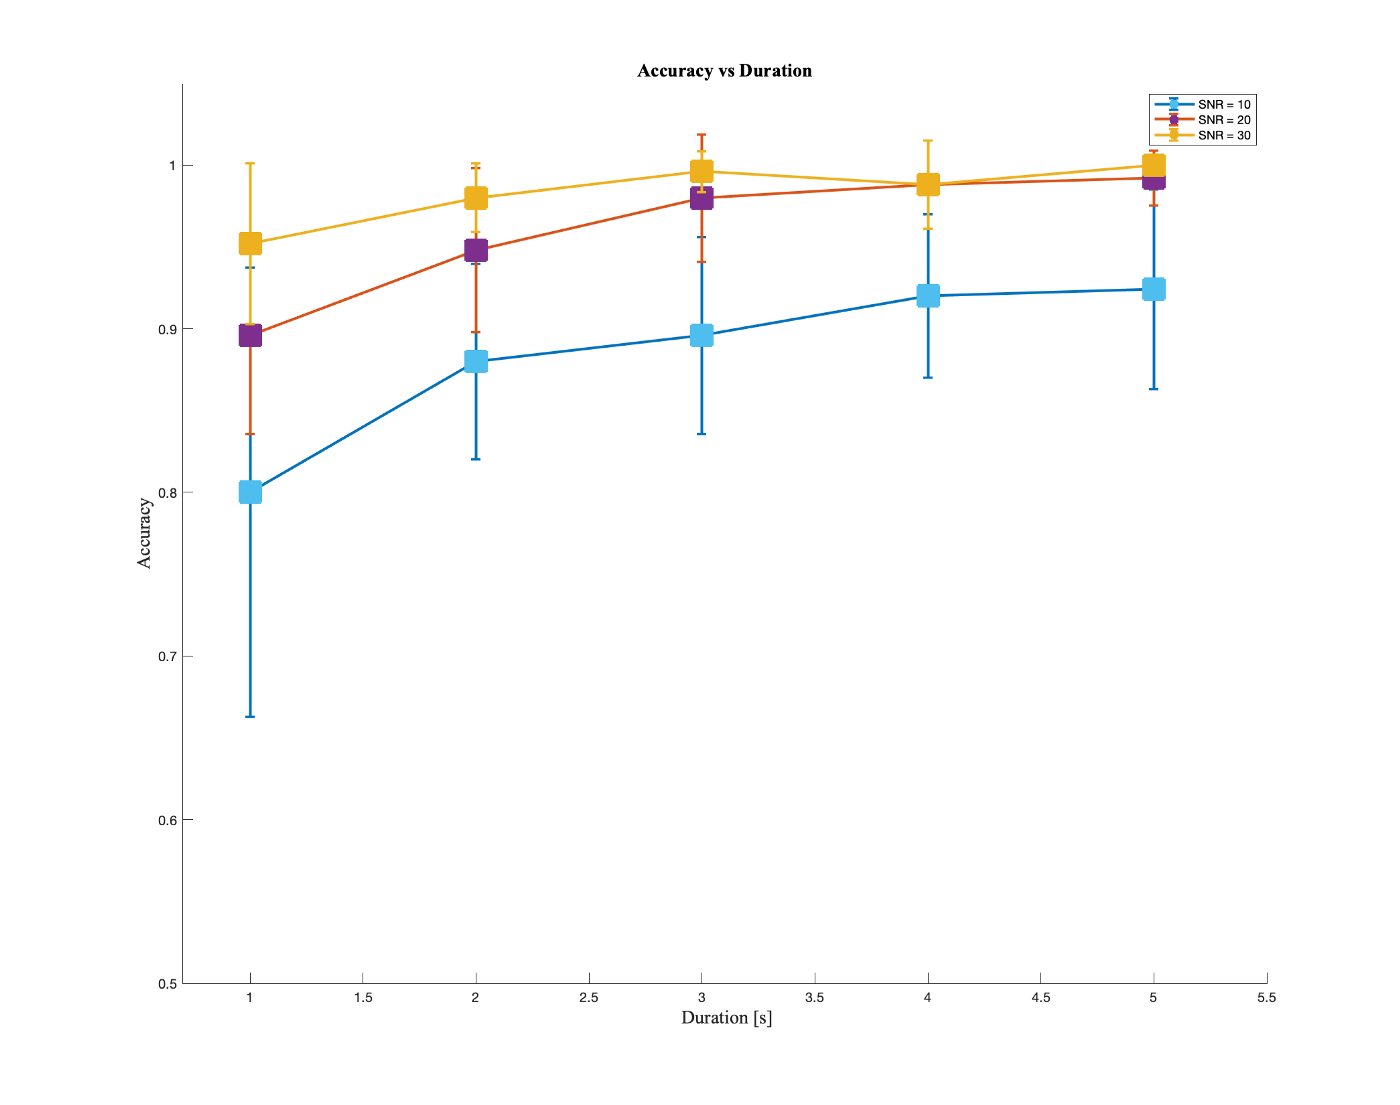 Accuracy vs Duration
SNR = 10
SNR = 20
SNR = 30
1
0.9
0.8
0.7
0.6
0.5
Accuracy
1 1.5 2 2.5 3 3.5 4 4.5 5 5.5
Duration [s]